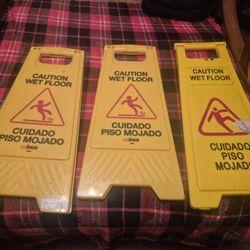 CAUTION
WET FLOOR
CUIDADO
PISO MOJADO
CAUTION
WET FLOOR
CUIDADO
PISO MOJADO
CAUTION
WET FLOOR
CUIDADO
PISO
MOJADO